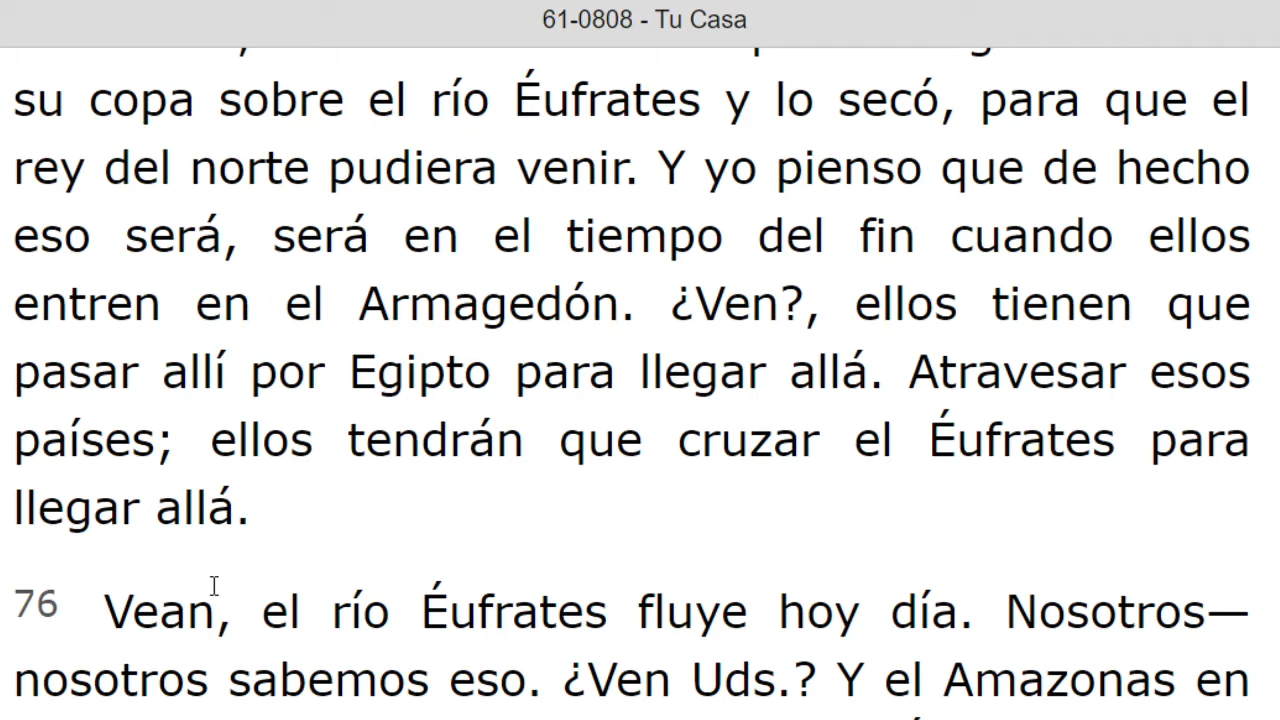 61-0808 - Tu Casa
su copa sobre el río Éufrates y lo secó, para que el
rey del norte pudiera venir. Y yo pienso que de hecho
eso será, será en el tiempo del fin cuando ellos
entren en el Armagedón. ¿Ven?, ellos tienen que
pasar allí por Egipto para llegar allá. Atravesar esos
países; ellos tendrán que cruzar el Éufrates para
llegar allá.
76 Vean, el río Éufrates fluye hoy día. Nosotros—
nosotros sabemos eso. ¿Ven Uds.? Y el Amazonas en